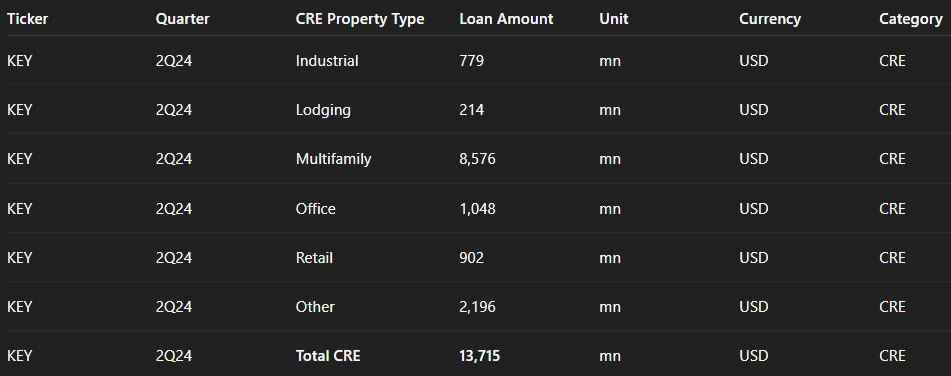 Ticker Quarter CRE Property Type Loan Amount Unit Currency Category
KEY 2Q24 Industrial 779 mn USD CRE
KEY 2Q24 Lodging 214 mn USD CRE
KEY 2Q24 Multifamily 8,576 mn USD CRE
KEY 2Q24 Office 1,048 mn USD CRE
KEY 2Q24 Retail 902 mn USD CRE
KEY 2Q24 Other 2,196 mn USD CRE
KEY 2Q24 Total CRE 13,715 mn USD CRE